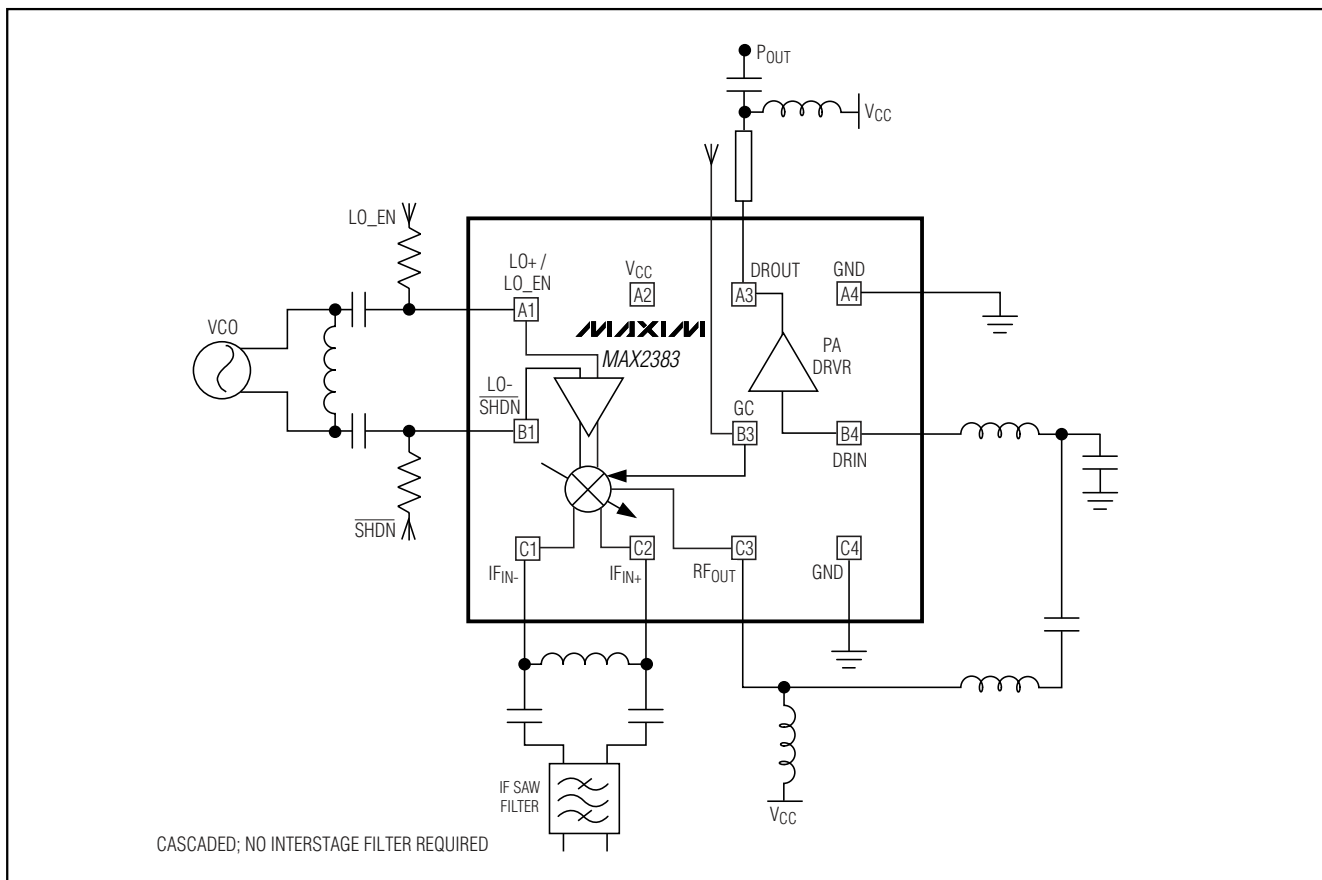 POUT
VCC
LO_EN
LO+ /
LO_EN
VCC
DROUT
GND
A1
A2
A3
A4
VCO
MAXIM
MAX2383
PA
DRVR
LO-
SHDN
GC
B1
B3
B4
DRIN
SHDN
C1
C2
C3
C4
IFIN-
IFIN+
RFOUT
GND
IF SAW
FILTER
VCC
CASCADED; NO INTERSTAGE FILTER REQUIRED